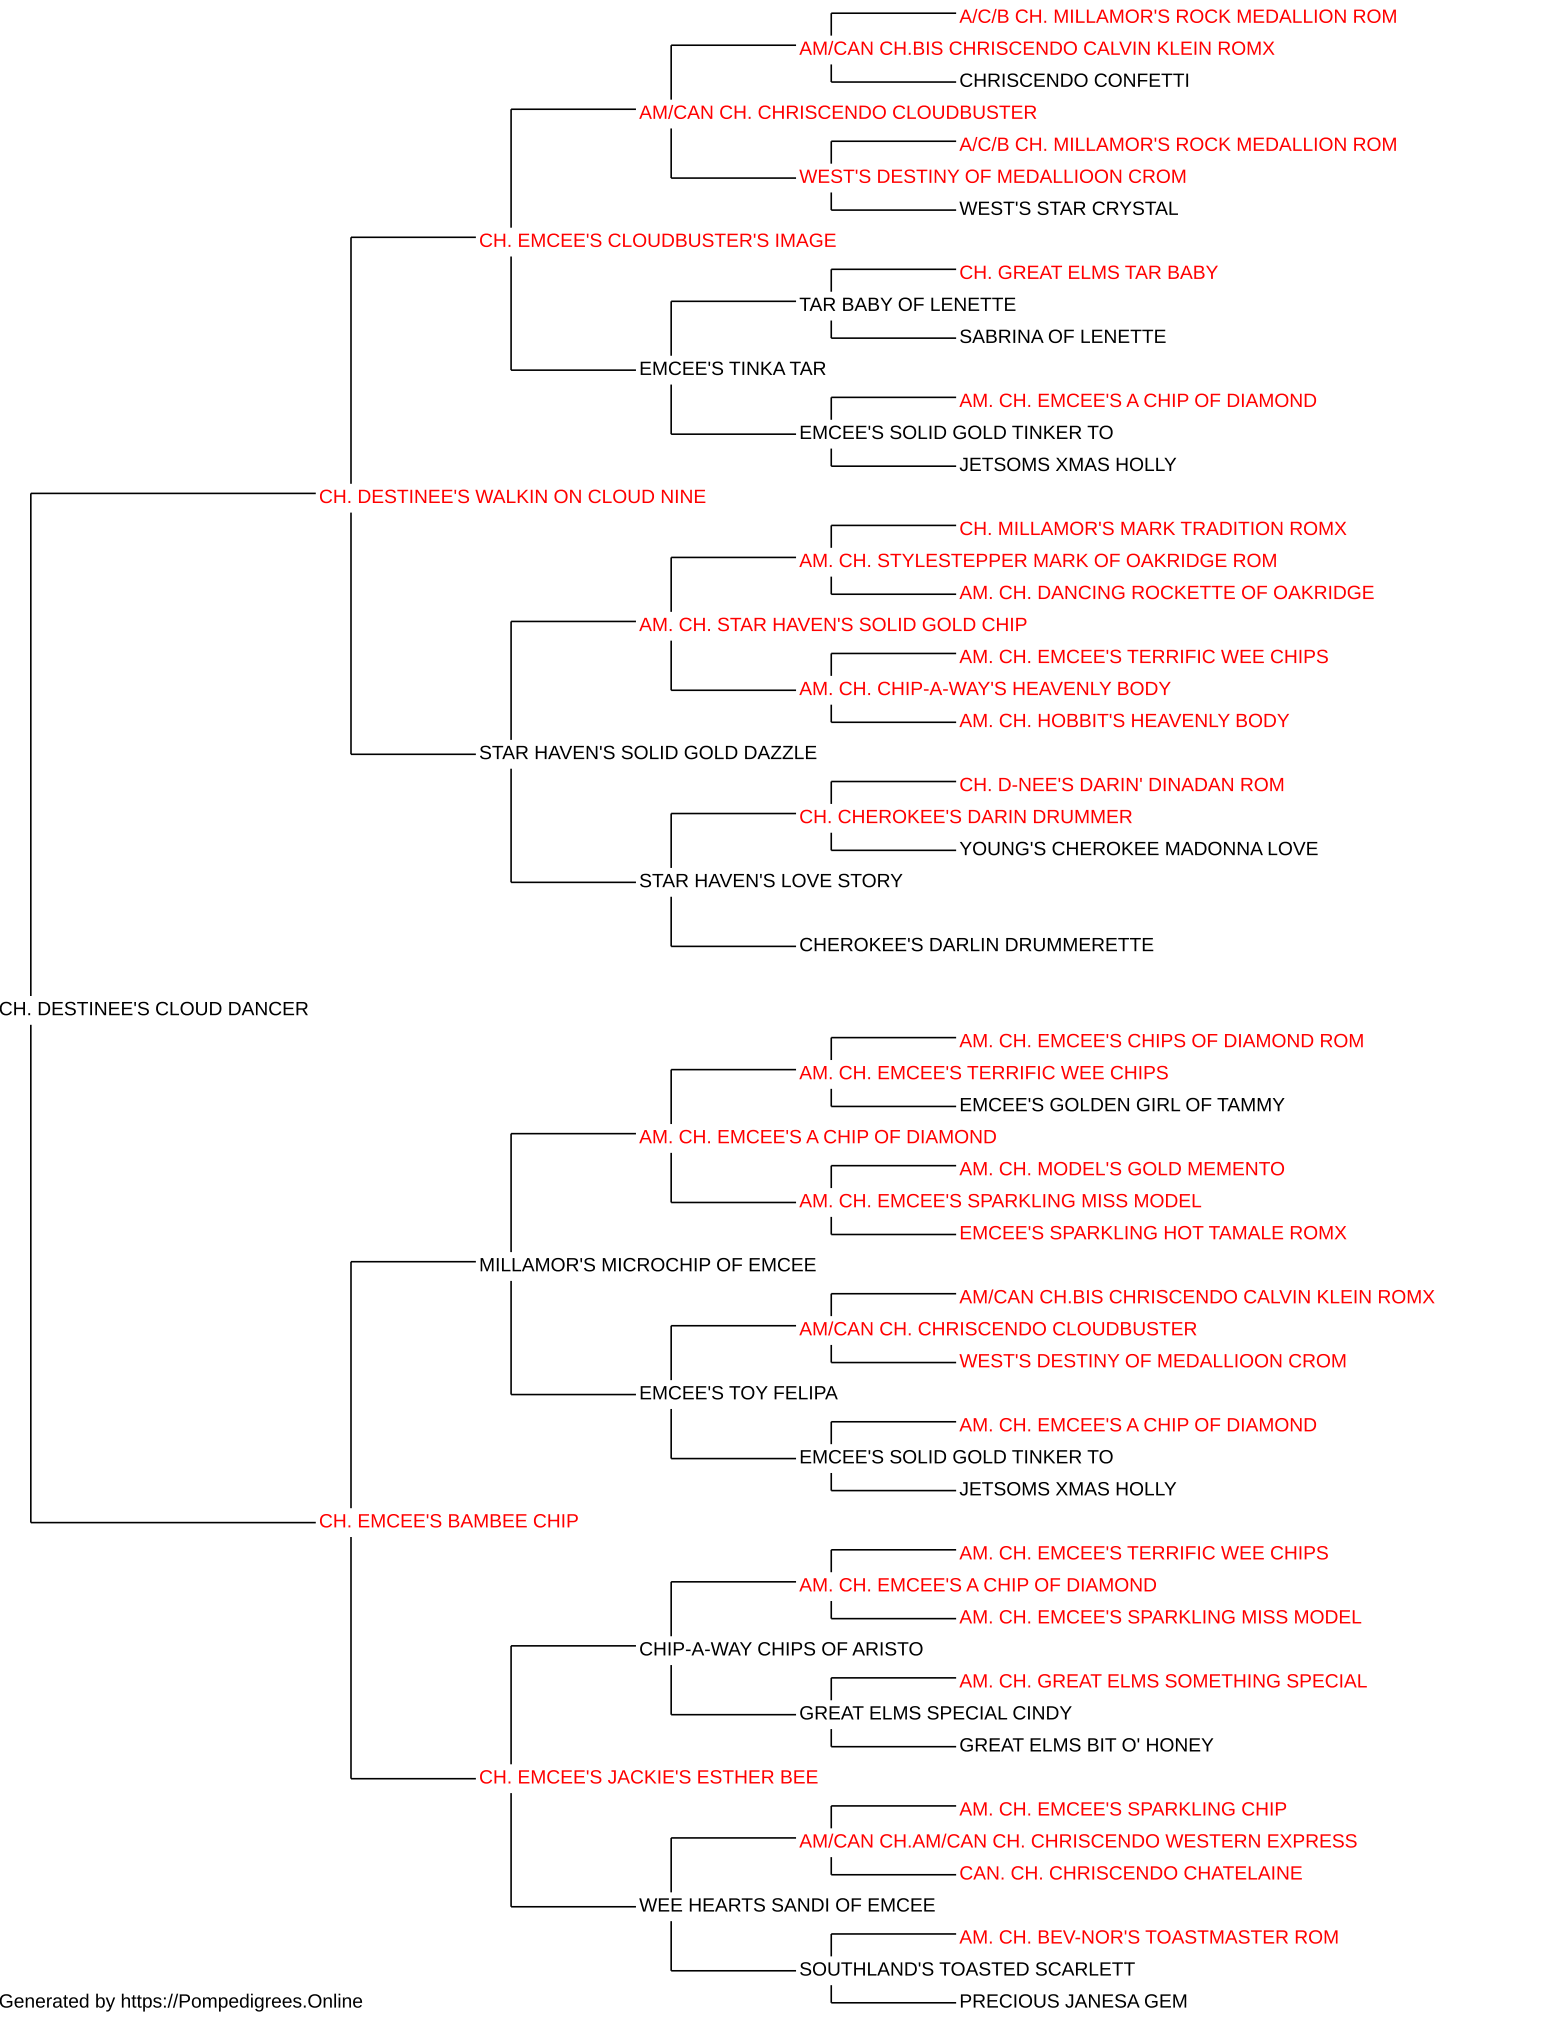 A/C/B CH. MILLAMOR'S ROCK MEDALLION ROM
AM/CAN CH.BIS CHRISCENDO CALVIN KLEIN ROMX
CHRISCENDO CONFETTI
AM/CAN CH. CHRISCENDO CLOUDBUSTER
A/C/B CH. MILLAMOR'S ROCK MEDALLION ROM
WEST'S DESTINY OF MEDALLIOON CROM
WEST'S STAR CRYSTAL
CH. EMCEE'S CLOUDBUSTER'S IMAGE
CH. GREAT ELMS TAR BABY
TAR BABY OF LENETTE
SABRINA OF LENETTE
EMCEE'S TINKA TAR
AM. CH. EMCEE'S A CHIP OF DIAMOND
EMCEE'S SOLID GOLD TINKER TO
JETSOMS XMAS HOLLY
CH. DESTINEE'S WALKIN ON CLOUD NINE
CH. MILLAMOR'S MARK TRADITION ROMX
AM. CH. STYLESTEPPER MARK OF OAKRIDGE ROM
AM. CH. DANCING ROCKETTE OF OAKRIDGE
AM. CH. STAR HAVEN'S SOLID GOLD CHIP
AM. CH. EMCEE'S TERRIFIC WEE CHIPS
AM. CH. CHIP-A-WAY'S HEAVENLY BODY
AM. CH. HOBBIT'S HEAVENLY BODY
STAR HAVEN'S SOLID GOLD DAZZLE
CH. D-NEE'S DARIN' DINADAN ROM
CH. CHEROKEE'S DARIN DRUMMER
YOUNG'S CHEROKEE MADONNA LOVE
STAR HAVEN'S LOVE STORY
CHEROKEE'S DARLIN DRUMMERETTE
CH. DESTINEE'S CLOUD DANCER
AM. CH. EMCEE'S CHIPS OF DIAMOND ROM
AM. CH. EMCEE'S TERRIFIC WEE CHIPS
EMCEE'S GOLDEN GIRL OF TAMMY
AM. CH. EMCEE'S A CHIP OF DIAMOND
AM. CH. MODEL'S GOLD MEMENTO
AM. CH. EMCEE'S SPARKLING MISS MODEL
EMCEE'S SPARKLING HOT TAMALE ROMX
MILLAMOR'S MICROCHIP OF EMCEE
AM/CAN CH.BIS CHRISCENDO CALVIN KLEIN ROMX
AM/CAN CH. CHRISCENDO CLOUDBUSTER
WEST'S DESTINY OF MEDALLIOON CROM
EMCEE'S TOY FELIPA
AM. CH. EMCEE'S A CHIP OF DIAMOND
EMCEE'S SOLID GOLD TINKER TO
JETSOMS XMAS HOLLY
CH. EMCEE'S BAMBEE CHIP
AM. CH. EMCEE'S TERRIFIC WEE CHIPS
AM. CH. EMCEE'S A CHIP OF DIAMOND
AM. CH. EMCEE'S SPARKLING MISS MODEL
CHIP-A-WAY CHIPS OF ARISTO
AM. CH. GREAT ELMS SOMETHING SPECIAL
GREAT ELMS SPECIAL CINDY
GREAT ELMS BIT O' HONEY
CH. EMCEE'S JACKIE'S ESTHER BEE
AM. CH. EMCEE'S SPARKLING CHIP
AM/CAN CH.AM/CAN CH. CHRISCENDO WESTERN EXPRESS
CAN. CH. CHRISCENDO CHATELAINE
WEE HEARTS SANDI OF EMCEE
AM. CH. BEV-NOR'S TOASTMASTER ROM
SOUTHLAND'S TOASTED SCARLETT
PRECIOUS JANESA GEM
Generated by https://Pompedigrees.Online